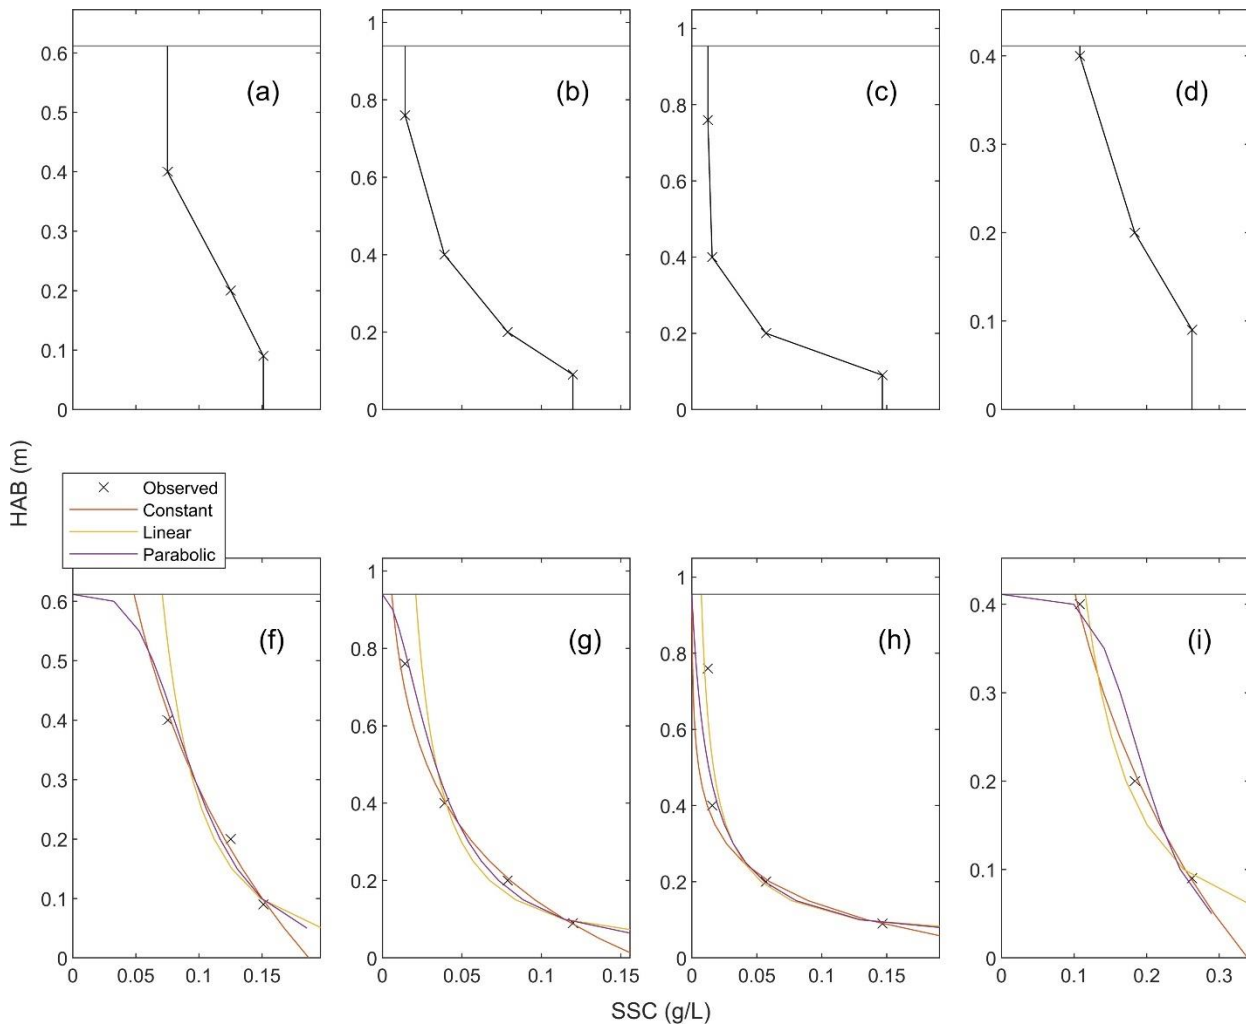 (a) (b) (c) (d)
0.6 0.5 0.4 0.3 0.2 0.1 0
1 0.8 0.6 0.4 0.2 0
1 0.8 0.6 0.4 0.2 0
0.4 0.3 0.2 0.1 0
HAB (m)
Observed
Constant
Linear
Parabolic
(f) (g) (h) (i)
0.6 0.5 0.4 0.3 0.2 0.1 0
1 0.8 0.6 0.4 0.2 0
1 0.8 0.6 0.4 0.2 0
0.4 0.3 0.2 0.1 0
0 0.05 0.1 0.15 0 0.05 0.1 0.15 0 0.05 0.1 0.15 0 0.1 0.2 0.3
SSC (g/L)